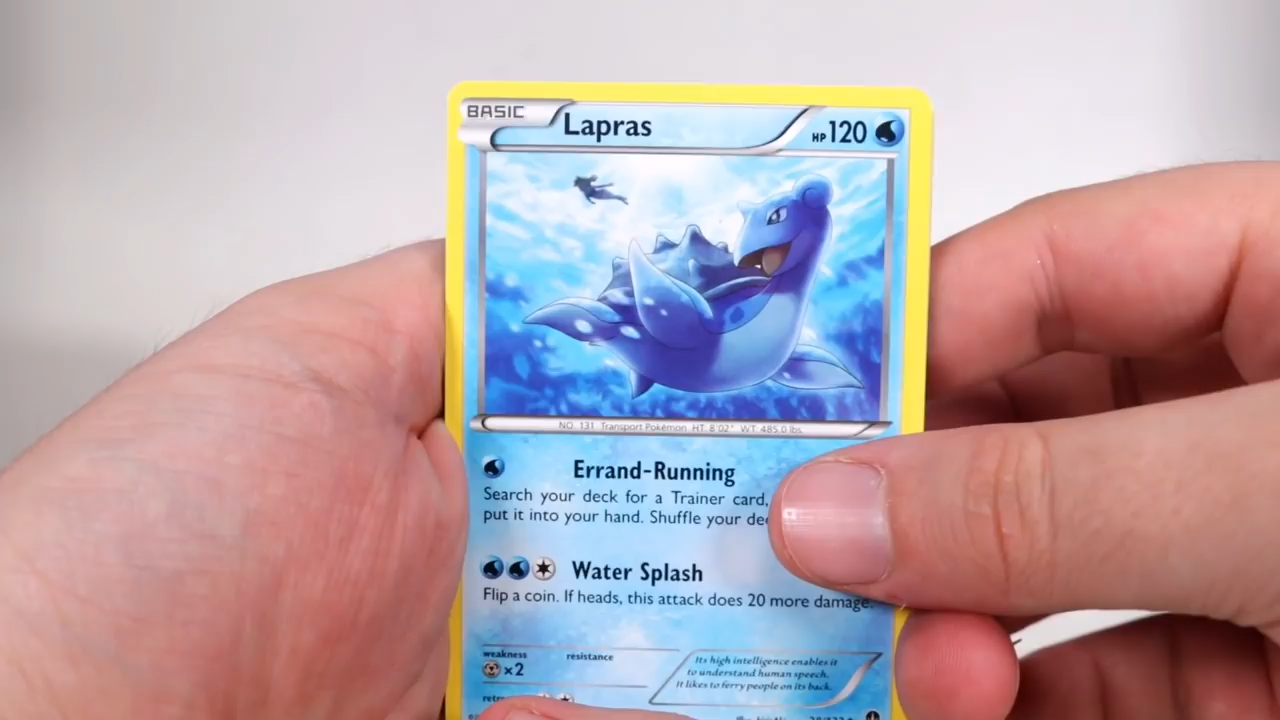 BASIC
Lapras
HP 120
NO. 131 Transport Pokémon HT: 8'02" WT: 485.0 lbs.
Errand-Running
Search your deck for a Trainer card,
put it into your hand. Shuffle your
Water Splash
Flip a coin. If heads, this attack does 20 more damage.
weakness
resistance
×2
Its high intelligence enables it
to understand human speech.
It likes to ferry people on its back.